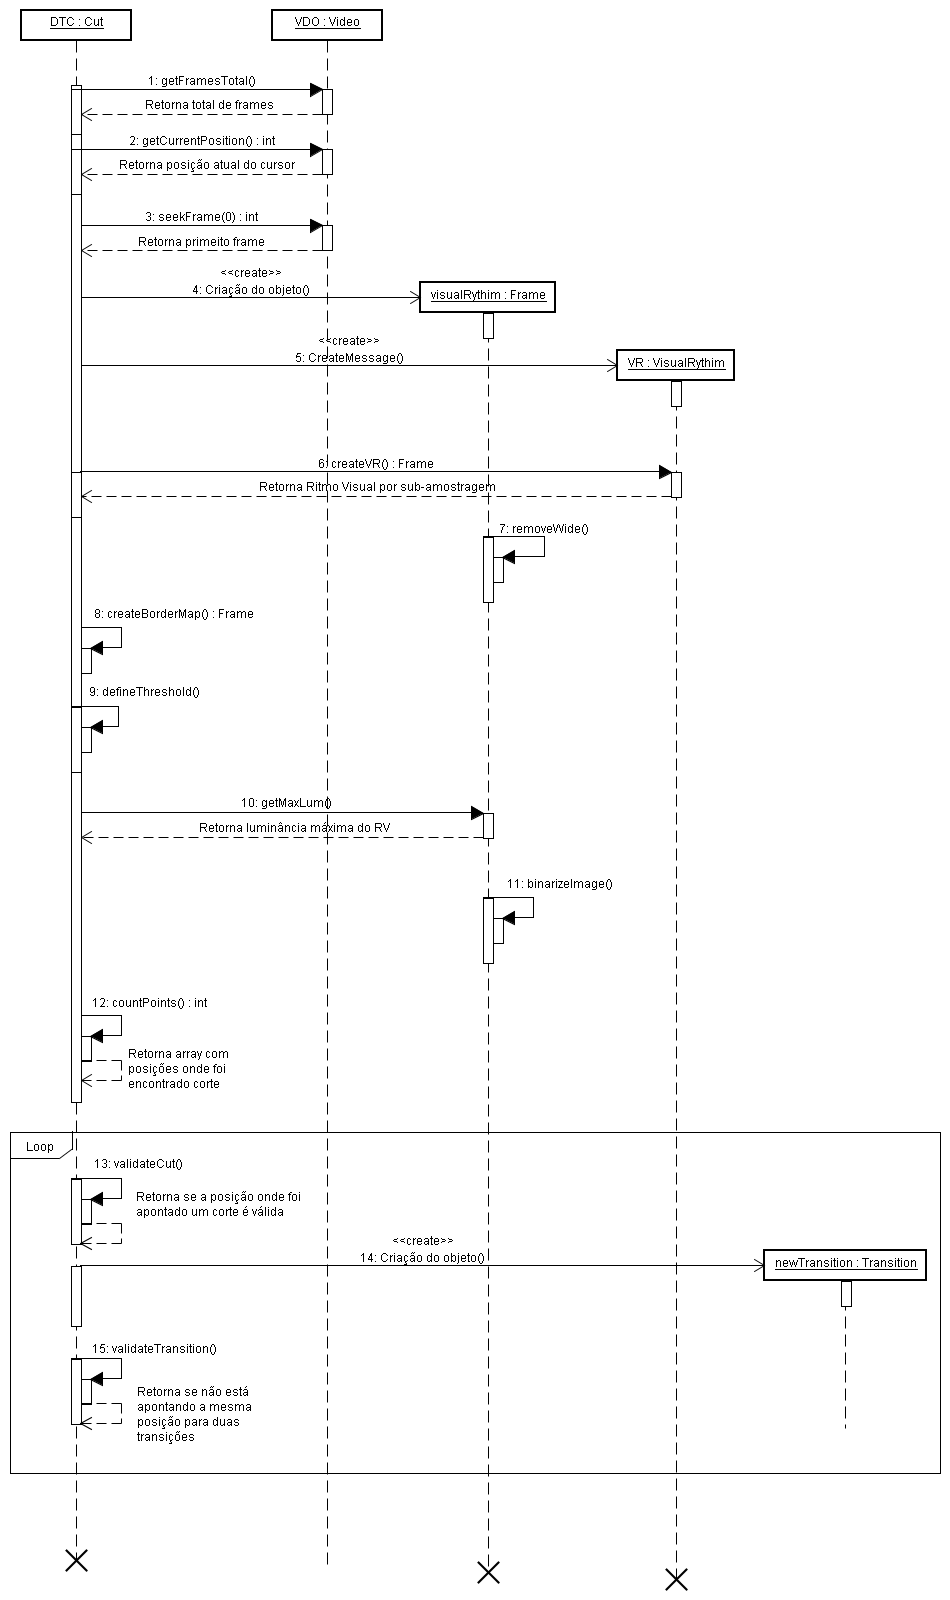 DTC : Cut
VDO : Video
1: getFramesTotal()
Retorna total de frames
2: getCurrentPosition() : int
Retorna posição atual do cursor
3: seekFrame(0) : int
Retorna primeito frame
<<create>>
4: Criação do objeto()
visualRythim : Frame
<<create>>
5: CreateMessage()
VR : VisualRythim
6: createVR() : Frame
Retorna Ritmo Visual por sub-amostragem
7: removeWide()
8: createBorderMap() : Frame
9: defineThreshold()
10: getMaxLum()
Retorna luminância máxima do RV
11: binarizeImage()
12: countPoints() : int
Retorna array com
posições onde foi
encontrado corte
Loop
13: validateCut()
Retorna se a posição onde foi
apontado um corte é válida
<<create>>
14: Criação do objeto()
newTransition : Transition
15: validateTransition()
Retorna se não está
apontando a mesma
posição para duas
transições